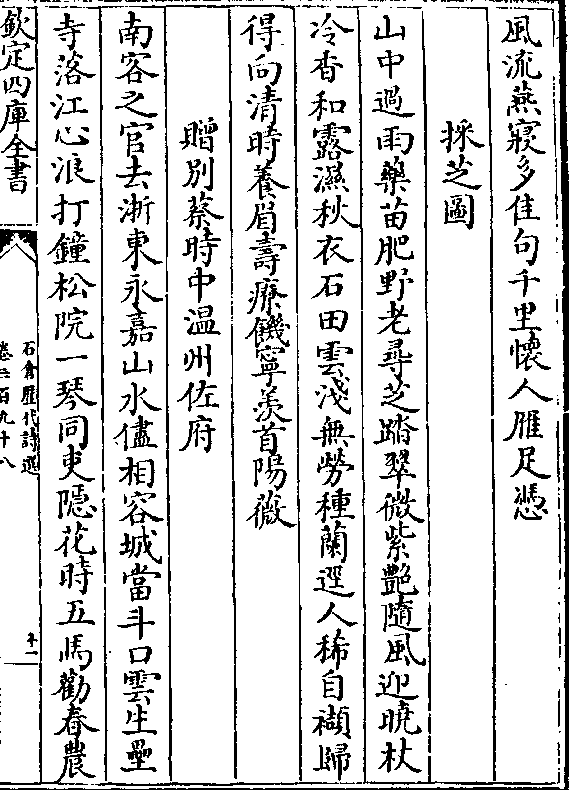 風流燕寢多佳句千里懷人雁足憑
採芝圖
山中過雨藥苗肥野老尋芝踏翠微紫艷隨風迎曉杖
冷香和露濕秋衣石田雲淺無勞種蘭逕人稀自襭歸
得向清時養眉壽療饑寧羨首陽薇
贈别蔡時中温州佐府
南客之官去浙東永嘉山水儘相容城當斗口雲生壘
寺落江心浪打鐘松院一琴同吏隱花時五馬勸春農
欽定四庫全書
石倉歷代詩選
卷三百九十八